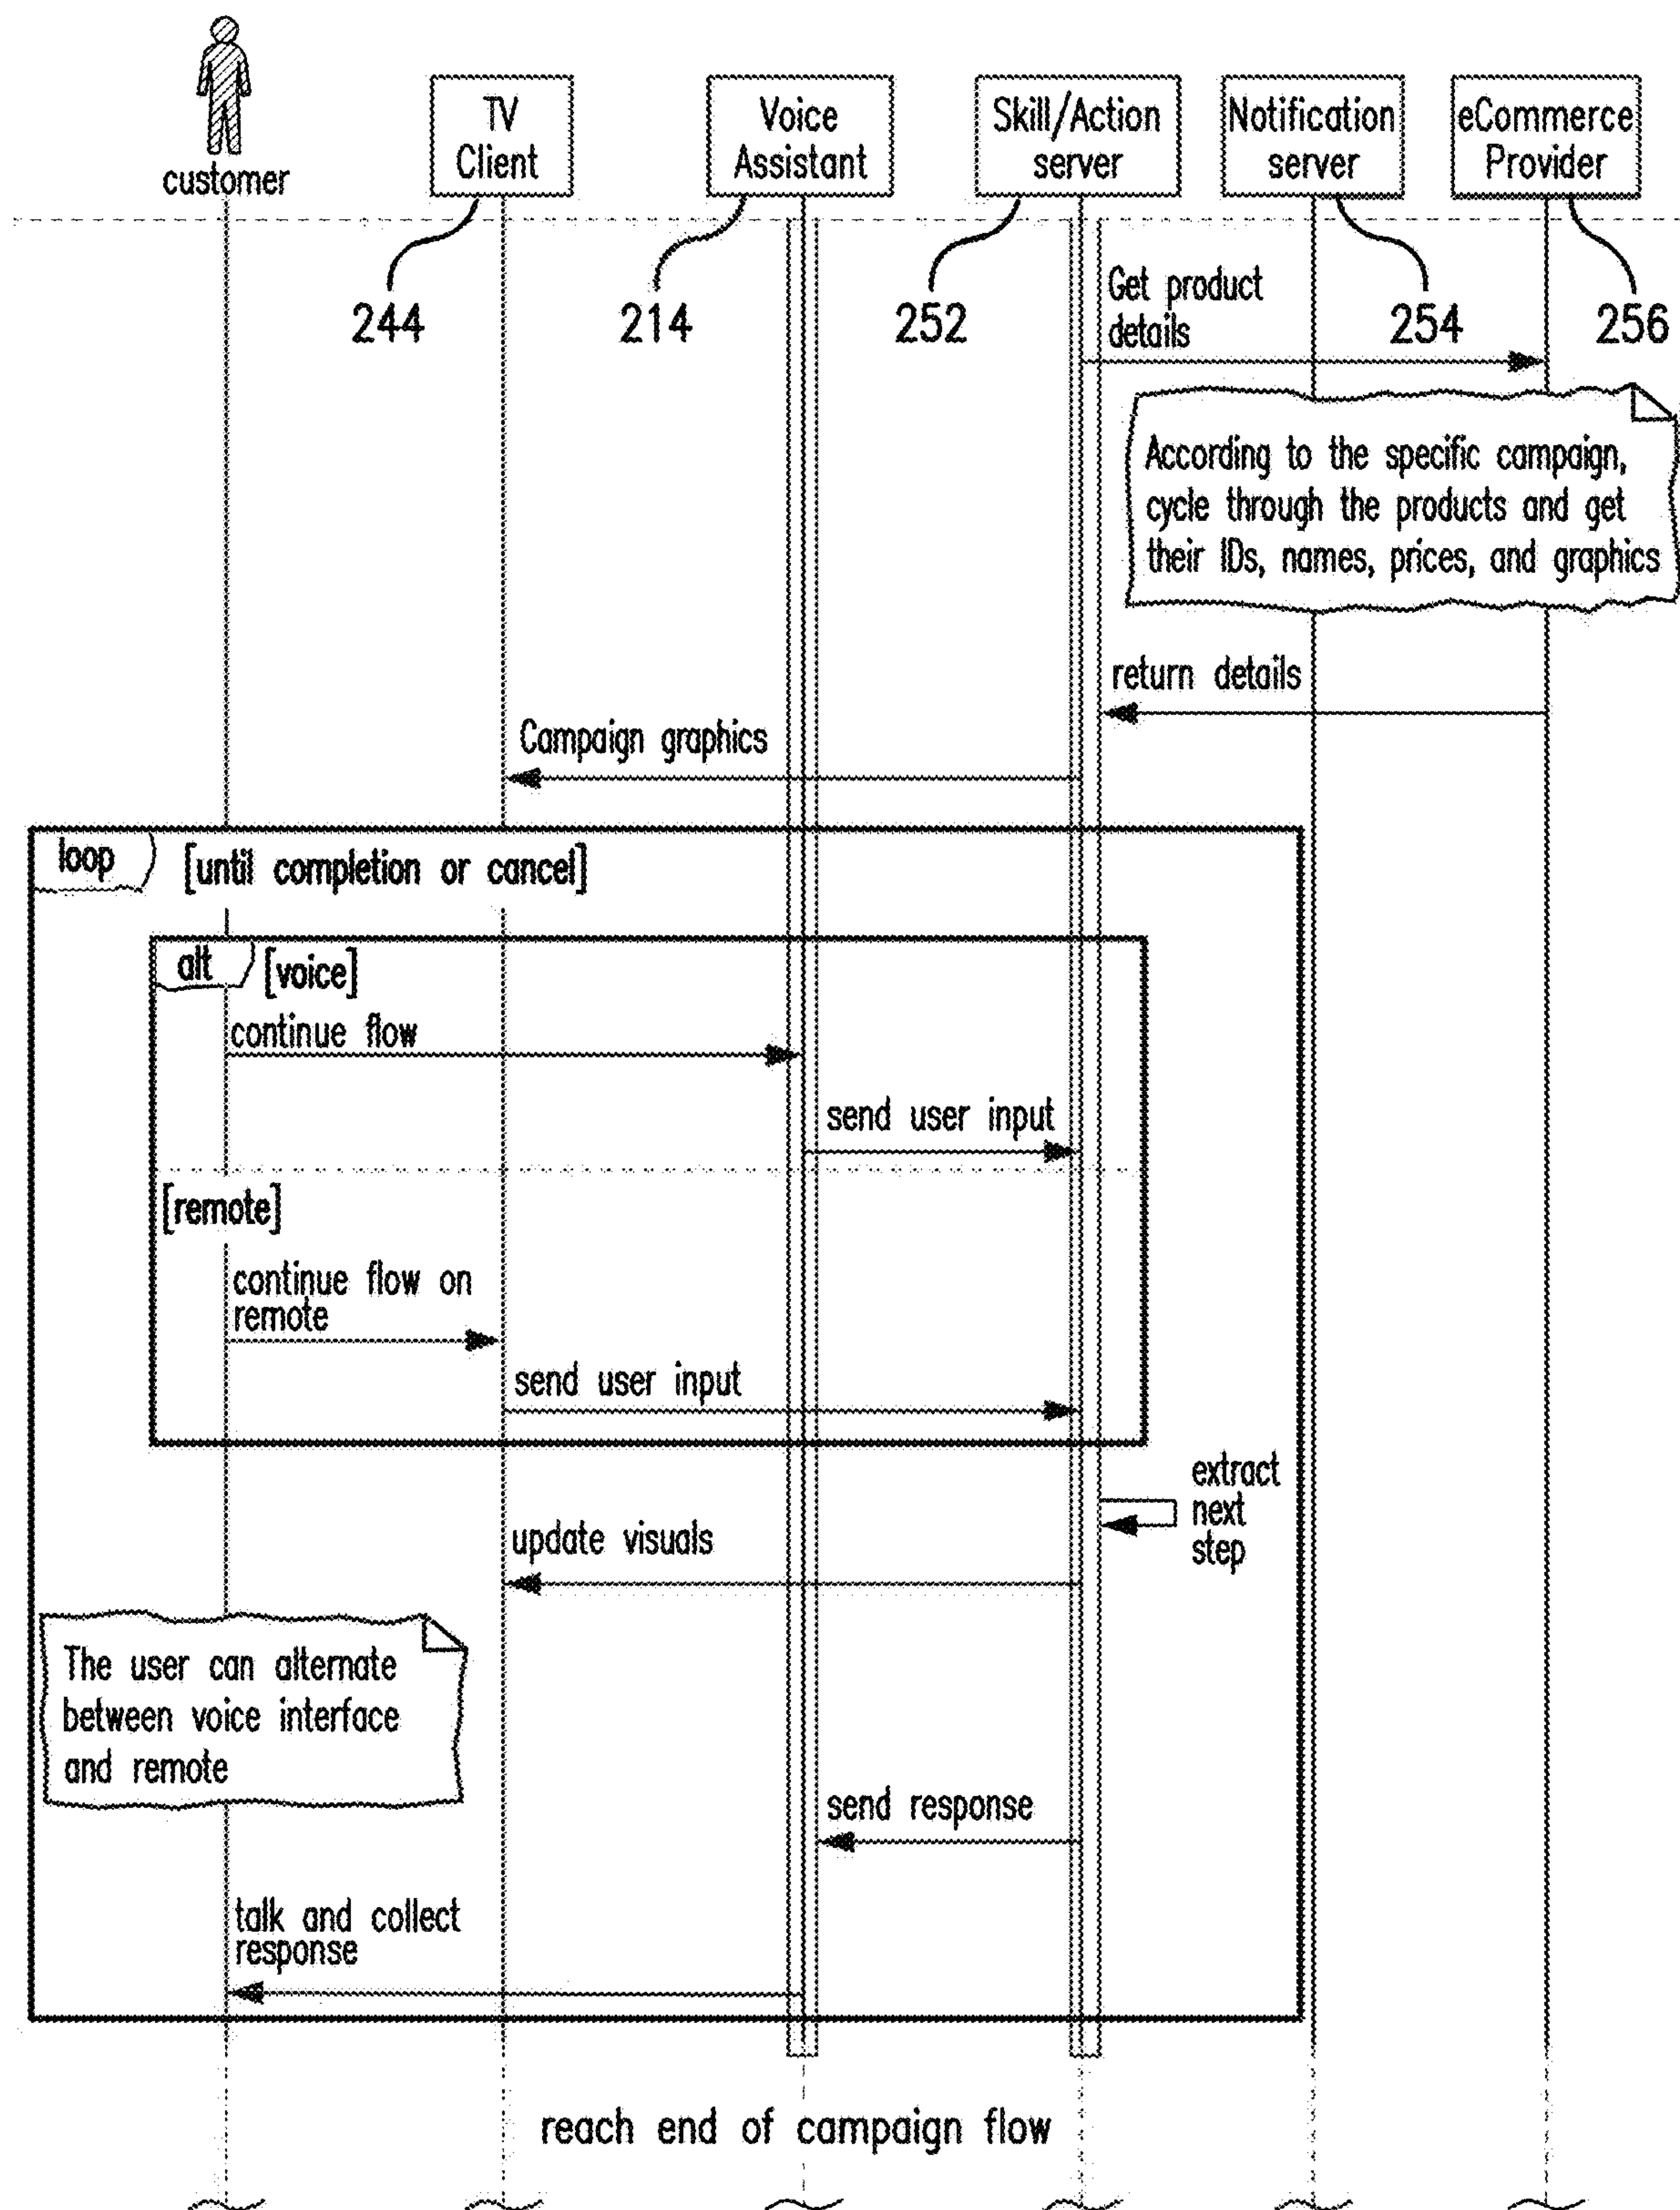 customer
TV
Client
Voice
Assistant
Skill/Action
server
Notification
server
eCommerce
Provider
244
214
252
254
256
Get product
details
According to the specific campaign,
cycle through the products and get
their IDs, names, prices, and graphics
return details
Campaign graphics
loop
[until completion or cancel]
alt
[voice]
continue flow
send user input
[remote]
continue flow on
remote
send user input
extract
next
step
update visuals
The user can alternate
between voice interface
and remote
send response
talk and collect
response
reach end of campaign flow